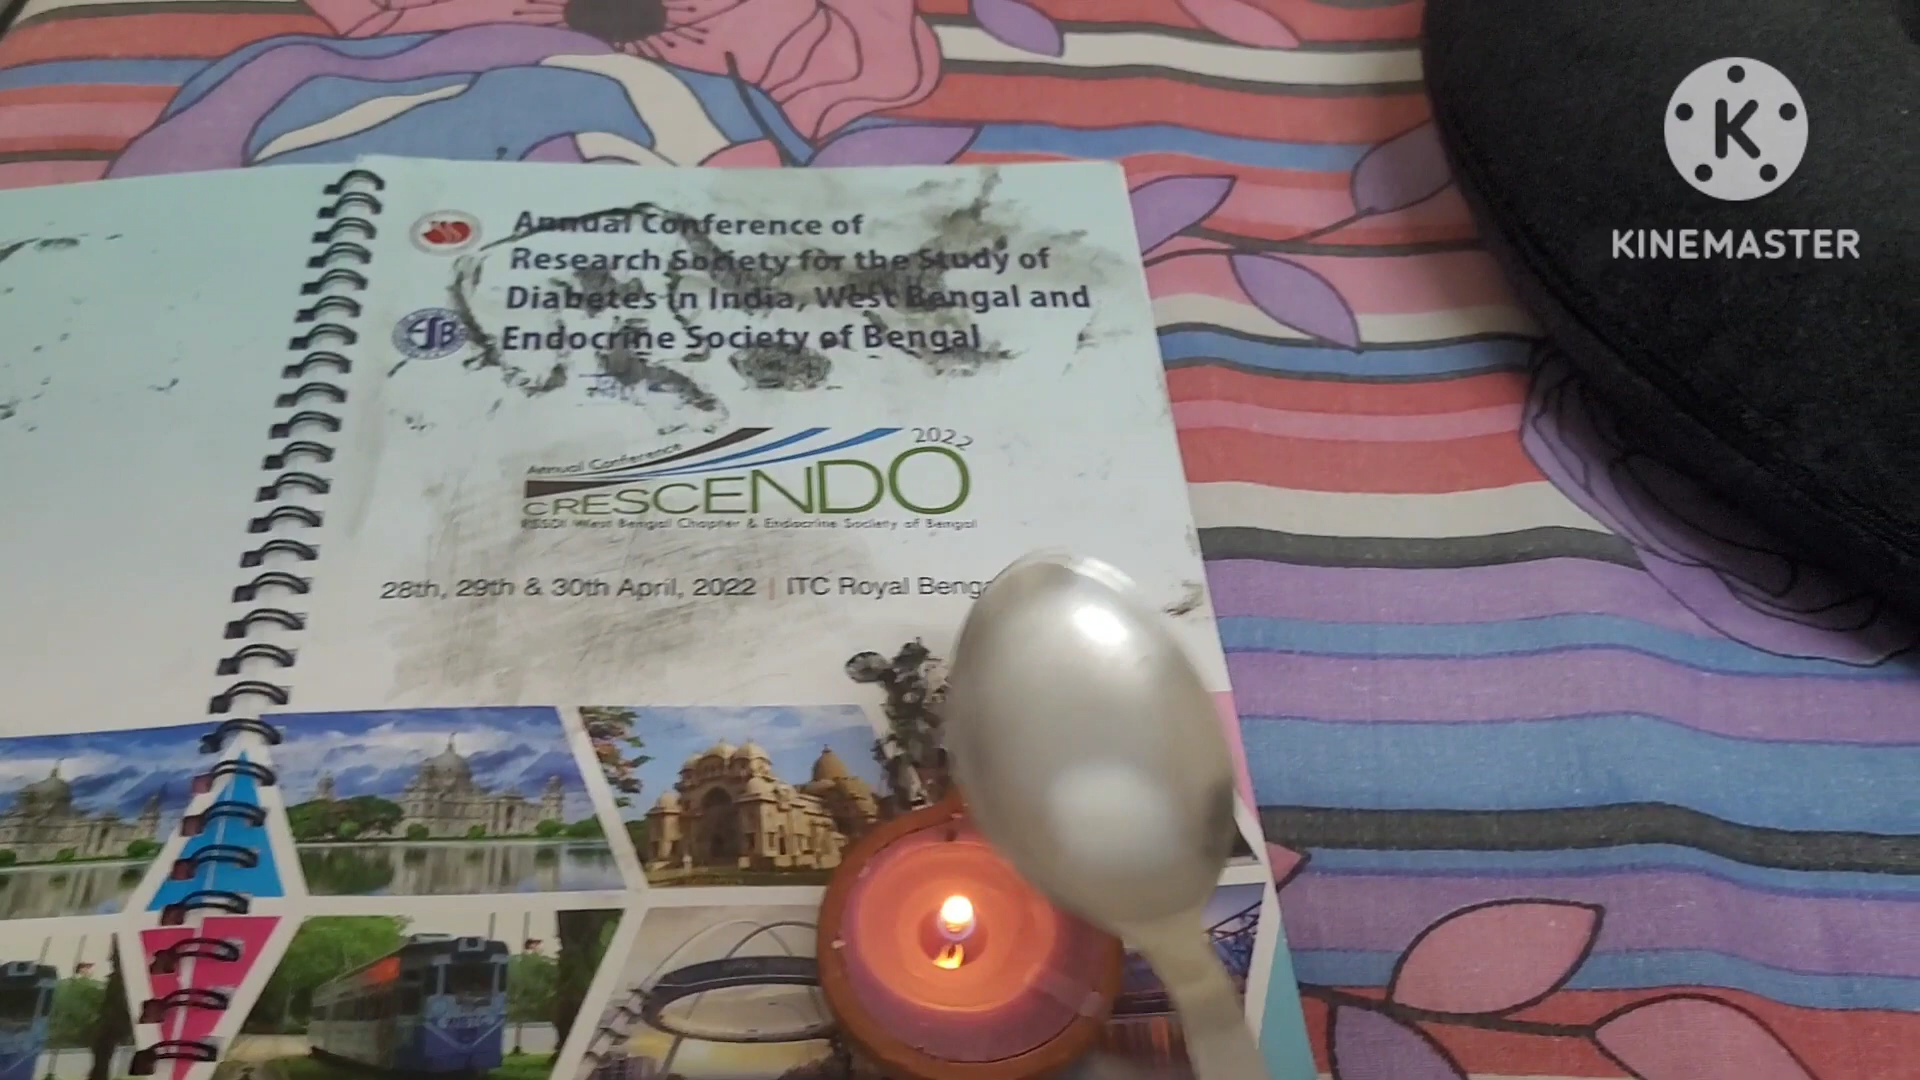 Annual Conference of
Research Society for the Study of
Diabetes in India, West Bengal and
Endocrine Society of Bengal
ESB
2022
Annual Conference
CRESCENDO
RSSDI West Bengal Chapter & Endocrine Society of Bengal
28th, 29th & 30th April, 2022 | ITC Royal Beng
K
KINEMASTER